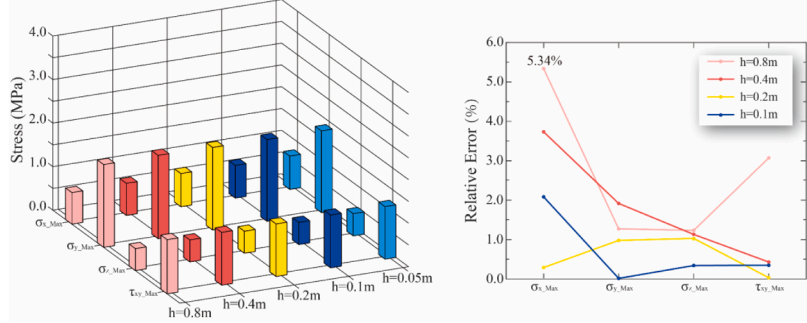 4.0
3.0
2.0
1.0
0.0
Stress (MPa)
σx_Max
σy_Max
σz_Max
τxy_Max
h=0.8m
h=0.4m
h=0.2m
h=0.1m
h=0.05m
6.0
5.0
4.0
3.0
2.0
1.0
0.0
Relative Error (%)
5.34%
h=0.8m
h=0.4m
h=0.2m
h=0.1m
σx_Max
σy_Max
σz_Max
τxy_Max